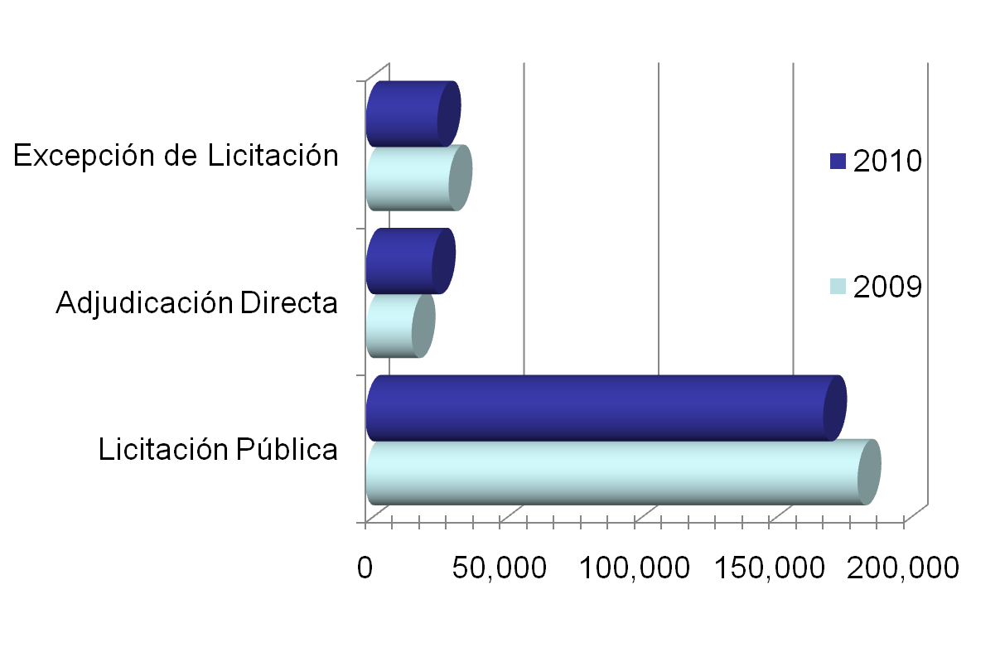 Excepción de Licitación
2010
2009
Adjudicación Directa
Licitación Pública
0 50,000 100,000 150,000 200,000